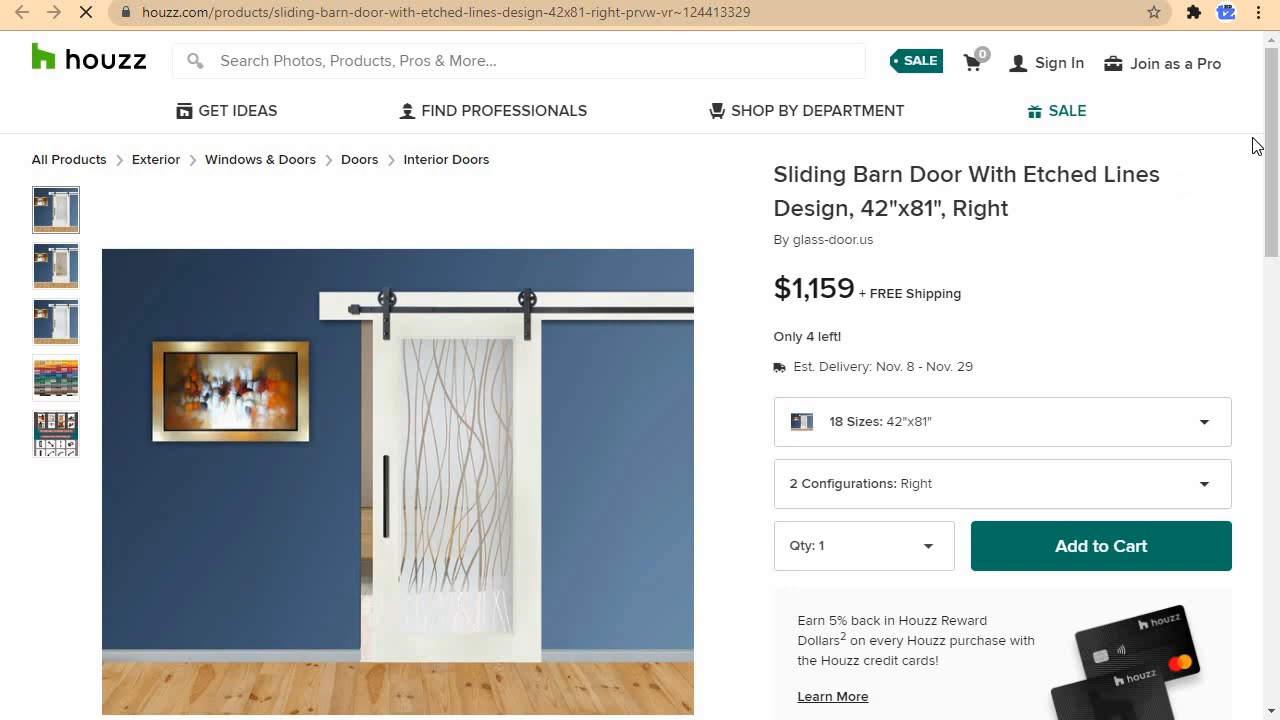 houzz.com/products/sliding-barn-door-with-etched-lines-design-42x81-right-prvw-vr~124413329
houzz
Search Photos, Products, Pros & More...
SALE
0
Sign In
Join as a Pro
GET IDEAS
FIND PROFESSIONALS
SHOP BY DEPARTMENT
SALE
All Products
Exterior
Windows & Doors
Doors
Interior Doors
Sliding Barn Door With Etched Lines
Design, 42"x81", Right
By glass-door.us
$1,159 + FREE Shipping
Only 4 left!
Est. Delivery: Nov. 8 - Nov. 29
18 Sizes: 42"x81"
2 Configurations: Right
Qty: 1
Add to Cart
Earn 5% back in Houzz Reward
Dollars2 on every Houzz purchase with
the Houzz credit cards!
Learn More
houzz
houzz